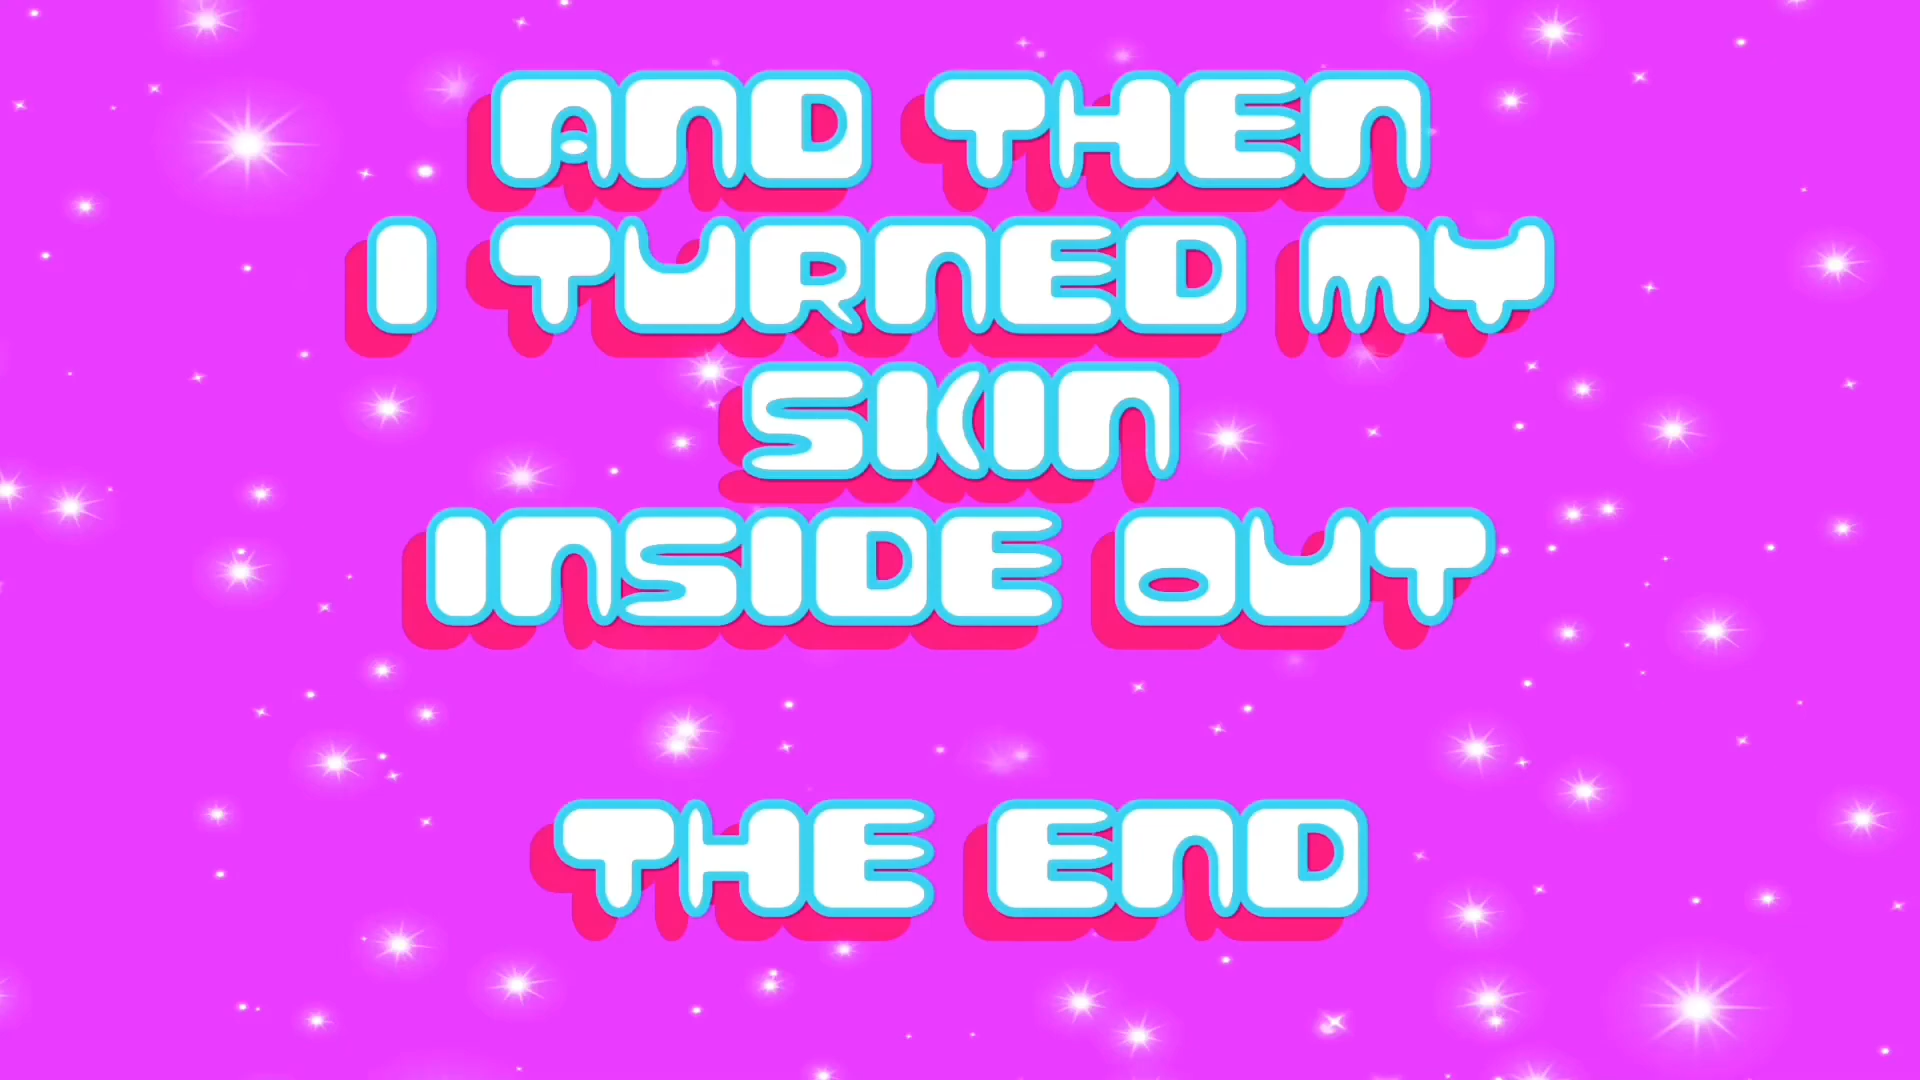 AND THEN
I TURNED MY
SKIN
INSIDE OUT
THE END